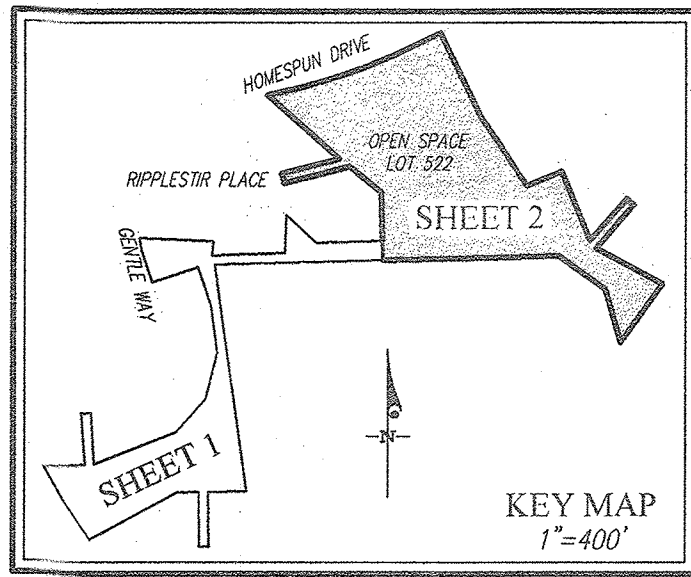 HOMESPUN DRIVE
OPEN SPACE
LOT 522
RIPPLESTIR PLACE
SHEET 2
GENTLE WAY
N
SHEET 1
KEY MAP
1"=400'